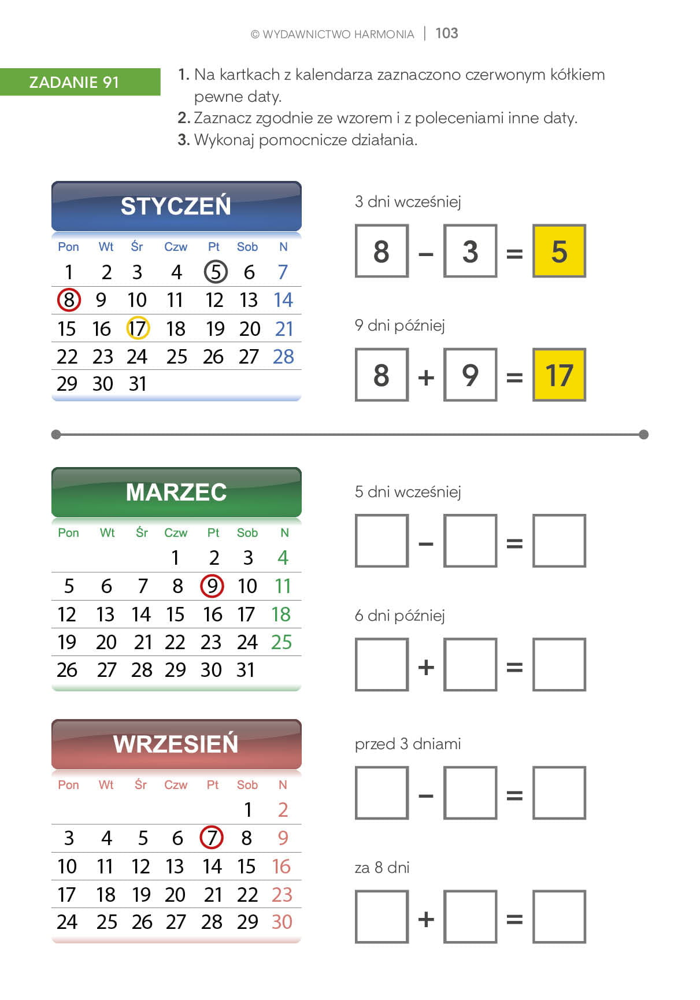 © WYDAWNICTWO HARMONIA | 103
ZADANIE 91
1. Na kartkach z kalendarza zaznaczono czerwonym kółkiem
pewne daty.
2. Zaznacz zgodnie ze wzorem i z poleceniami inne daty.
3. Wykonaj pomocnicze działania.
STYCZEŃ
Pon Wt Śr Czw Pt Sob N
1 2 3 4 5 6 7
8 9 10 11 12 13 14
15 16 17 18 19 20 21
22 23 24 25 26 27 28
29 30 31
3 dni wcześniej
8 – 3 = 5
9 dni później
8 + 9 = 17
MARZEC
Pon Wt Śr Czw Pt Sob N
1 2 3 4
5 6 7 8 9 10 11
12 13 14 15 16 17 18
19 20 21 22 23 24 25
26 27 28 29 30 31
5 dni wcześniej
– =
6 dni później
+ =
WRZESIEŃ
Pon Wt Śr Czw Pt Sob N
1 2
3 4 5 6 7 8 9
10 11 12 13 14 15 16
17 18 19 20 21 22 23
24 25 26 27 28 29 30
przed 3 dniami
– =
za 8 dni
+ =